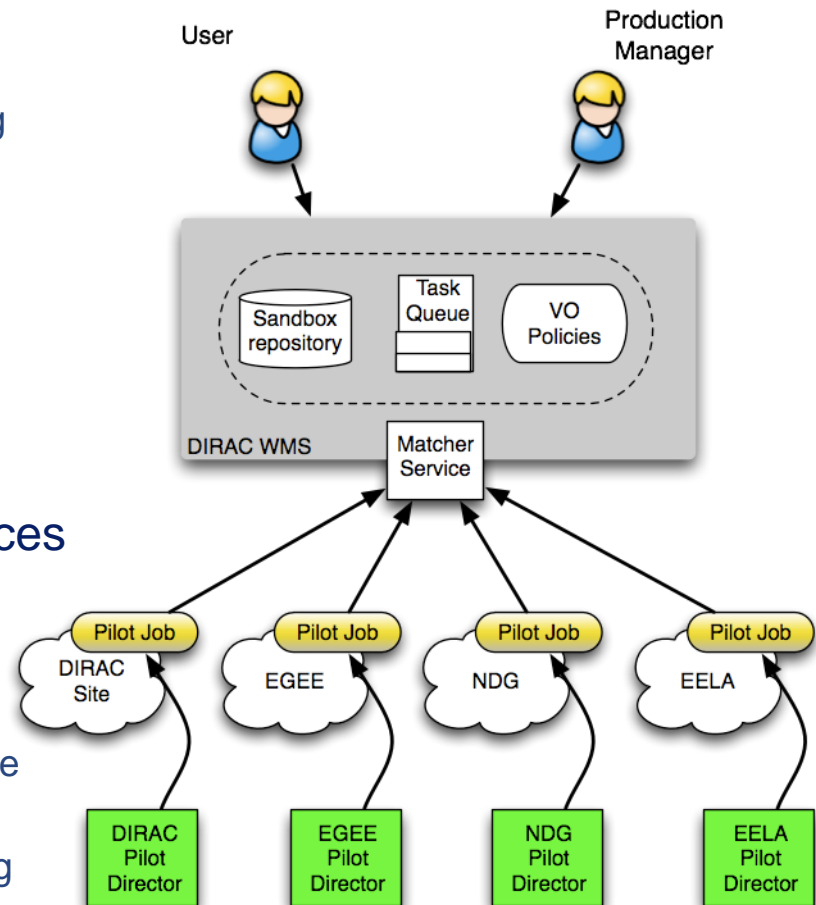 User
Production
Manager
g
Sandbox
repository
Task
Queue
VO
Policies
DIRAC WMS
Matcher
Service
ces
Pilot Job
Pilot Job
Pilot Job
Pilot Job
DIRAC
Site
EGEE
NDG
EELA
e
DIRAC
Pilot
Director
EGEE
Pilot
Director
NDG
Pilot
Director
EELA
Pilot
Director
g